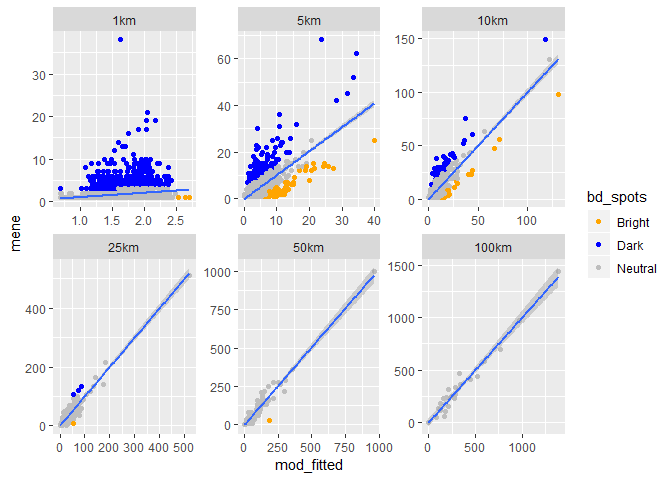 1km 5km 10km
30
20
10
0
1.0 1.5 2.0 2.5
60
40
20
0
0 10 20 30 40
150
100
50
0
0 50 100
mene
25km 50km 100km
400
200
0
0 100 200 300 400 500
1000
750
500
250
0
0 250 500 750 1000
1500
1000
500
0
0 500 1000
mod_fitted
bd_spots
Bright
Dark
Neutral